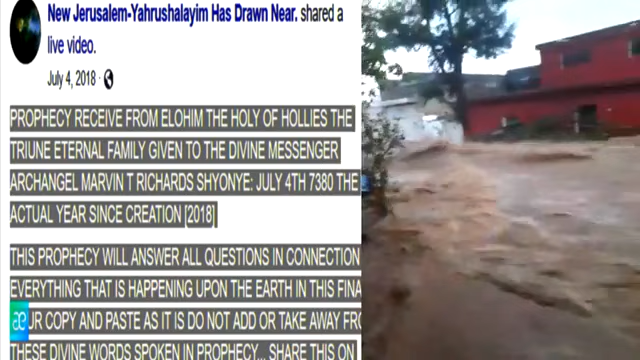 New Jerusalem-Yahrushalayim Has Drawn Near. shared a
live video.
July 4, 2018
PROPHECY RECEIVE FROM ELOHIM THE HOLY OF HOLLIES THE
TRIUNE ETERNAL FAMILY GIVEN TO THE DIVINE MESSENGER
ARCHANGEL MARVIN T RICHARDS SHYONYE: JULY 4TH 7380 THE
ACTUAL YEAR SINCE CREATION [2018]
THIS PROPHECY WILL ANSWER ALL QUESTIONS IN CONNECTION
EVERYTHING THAT IS HAPPENING UPON THE EARTH IN THIS FINA
æ UR COPY AND PASTE AS IT IS DO NOT ADD OR TAKE AWAY FRO
THESE DIVINE WORDS SPOKEN IN PROPHECY... SHARE THIS ON